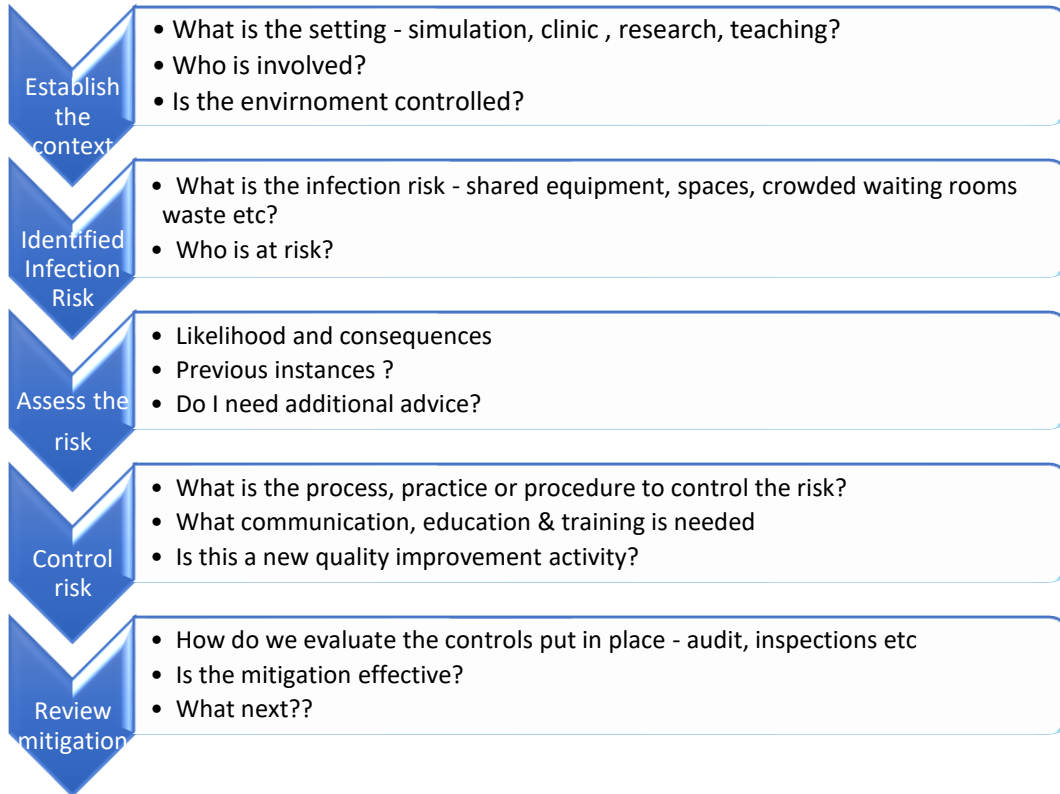 Establish
the
context
• What is the setting - simulation, clinic , research, teaching?
• Who is involved?
• Is the envirnoment controlled?
Identified
Infection
Risk
• What is the infection risk - shared equipment, spaces, crowded waiting rooms
waste etc?
• Who is at risk?
Assess the
risk
• Likelihood and consequences
• Previous instances ?
• Do I need additional advice?
Control
risk
• What is the process, practice or procedure to control the risk?
• What communication, education & training is needed
• Is this a new quality improvement activity?
Review
mitigation
• How do we evaluate the controls put in place - audit, inspections etc
• Is the mitigation effective?
• What next??